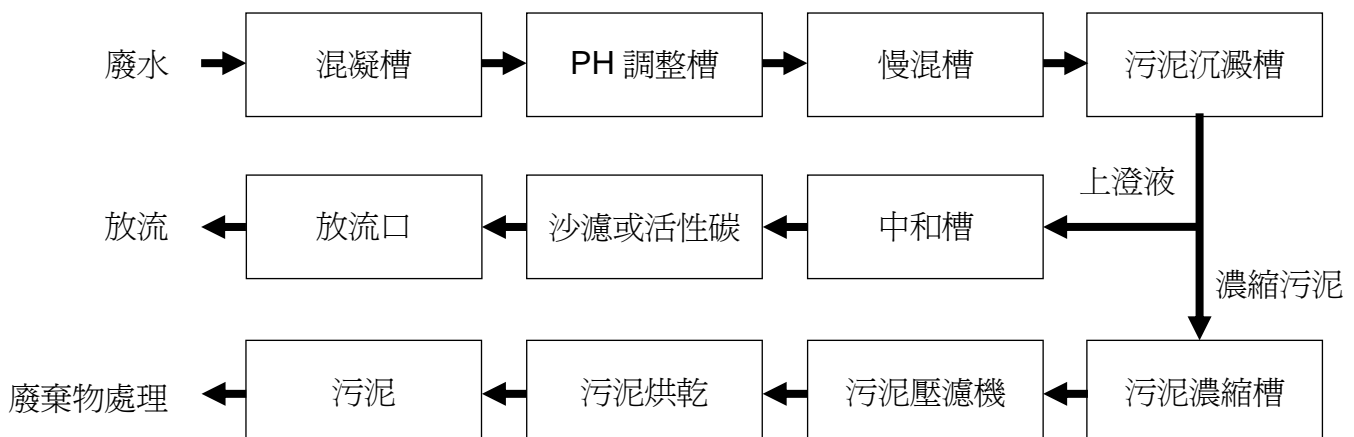 廢水
混凝槽
PH 調整槽
慢混槽
污泥沉澱槽
上澄液
放流
放流口
沙濾或活性碳
中和槽
濃縮污泥
廢棄物處理
污泥
污泥烘乾
污泥壓濾機
污泥濃縮槽